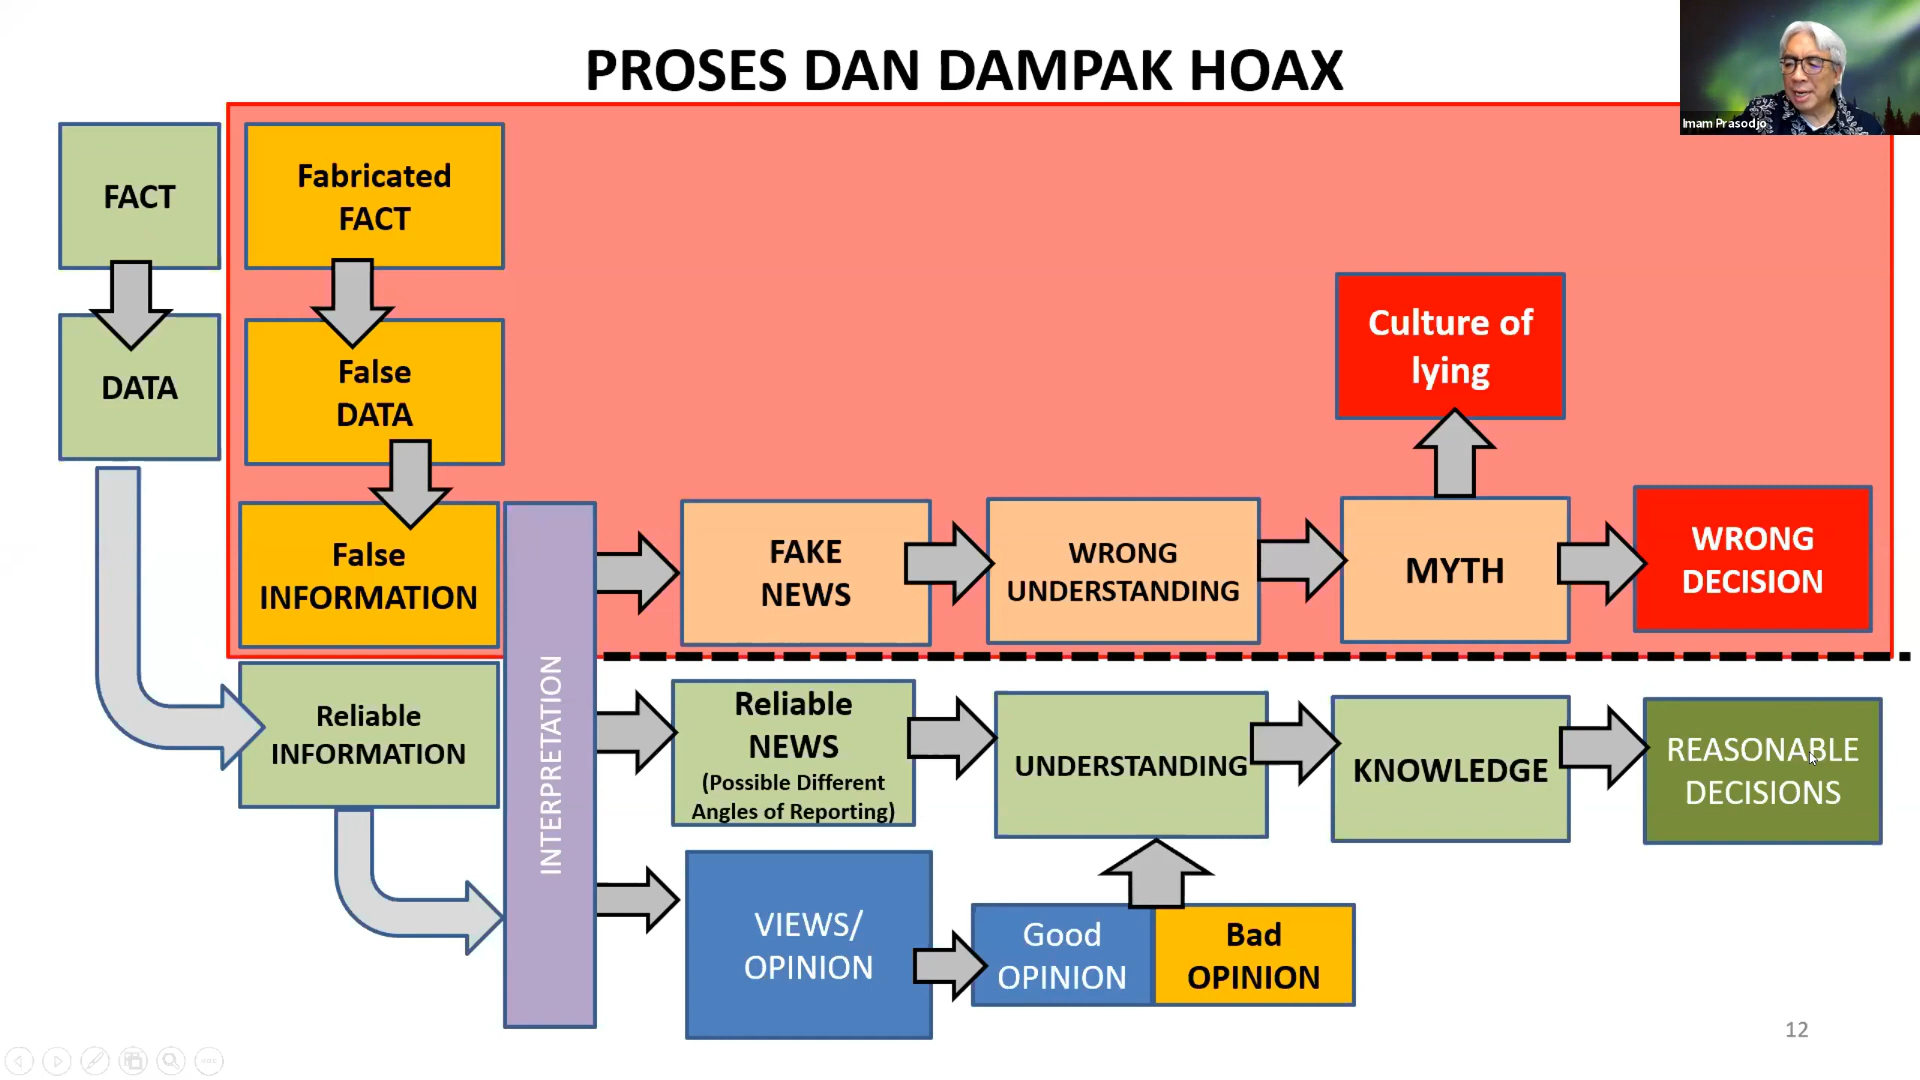 PROSES DAN DAMPAK HOAX
Imam Prasodjo
FACT
Fabricated
FACT
DATA
False
DATA
Culture of
lying
False
INFORMATION
INTERPRETATION
FAKE
NEWS
WRONG
UNDERSTANDING
MYTH
WRONG
DECISION
Reliable
INFORMATION
Reliable
NEWS
(Possible Different
Angles of Reporting)
UNDERSTANDING
KNOWLEDGE
REASONABLE
DECISIONS
VIEWS/
OPINION
Good
OPINION
Bad
OPINION
12